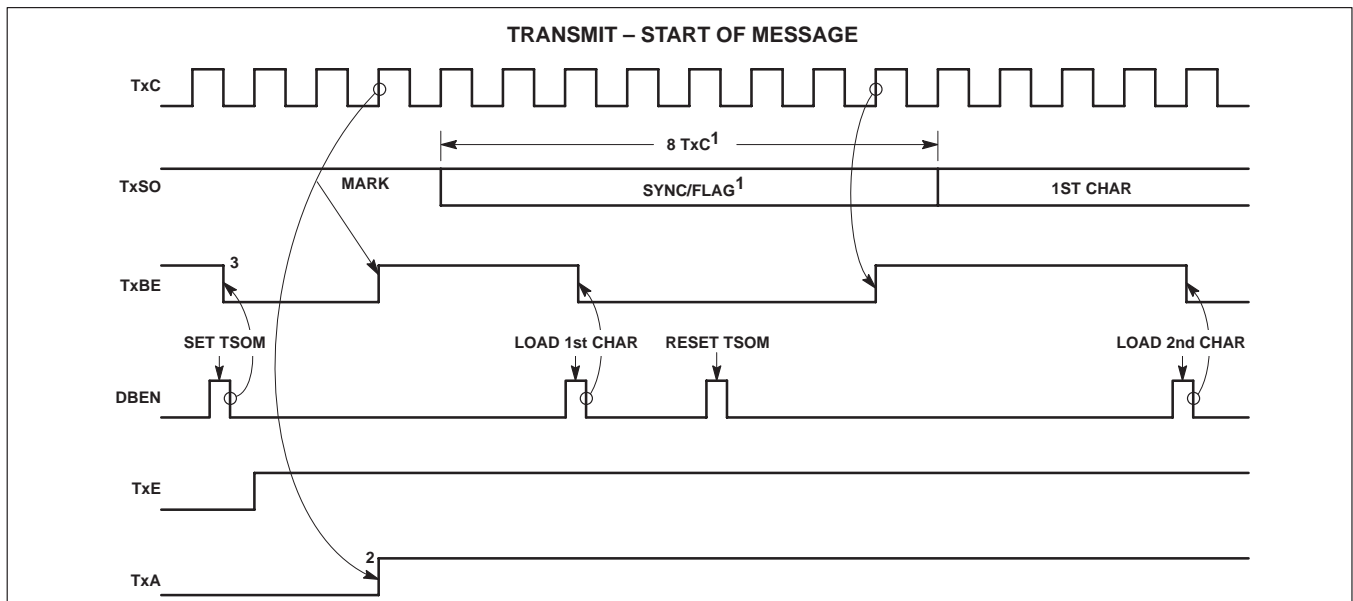 TRANSMIT – START OF MESSAGE
TxC
8 TxC1
TxSO
MARK
SYNC/FLAG1
1ST CHAR
3
TxBE
SET TSOM
LOAD 1st CHAR
RESET TSOM
LOAD 2nd CHAR
DBEN
TxE
2
TxA